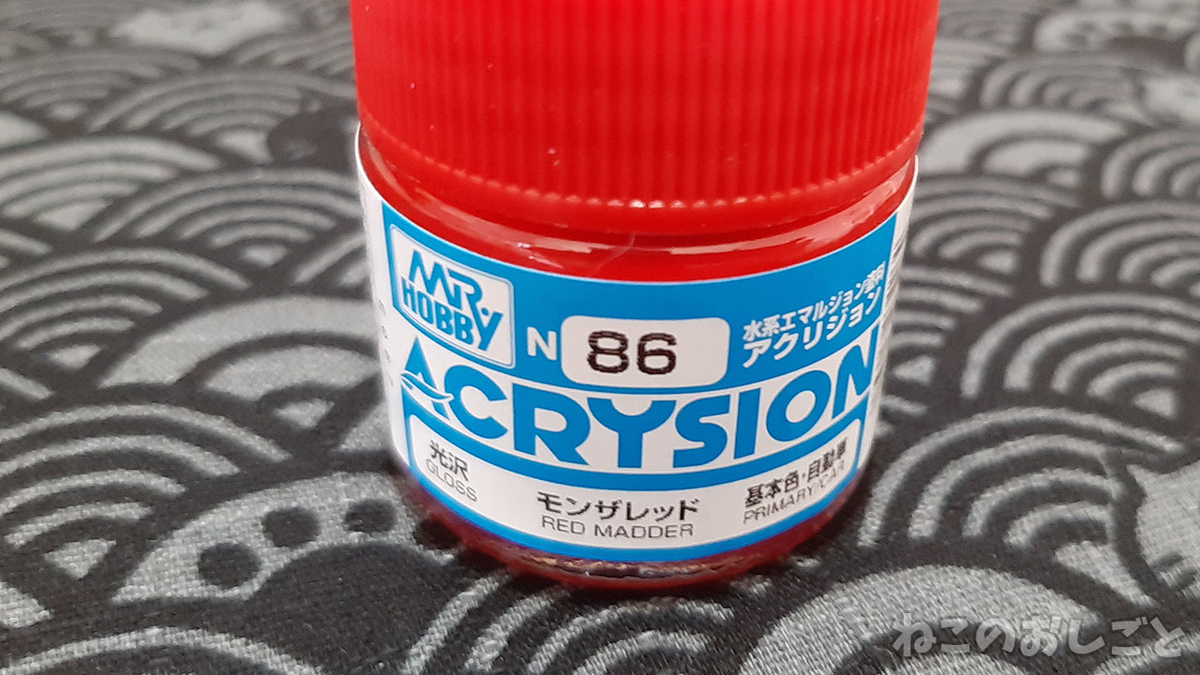 MR.
HOBBY
N 86
水系エマルジョン塗料
アクリジョン
ACRYSION
光沢
GLOSS
モンザレッド
RED MADDER
基本色・自動車
PRIMARY/CAR
ねこのおしごと